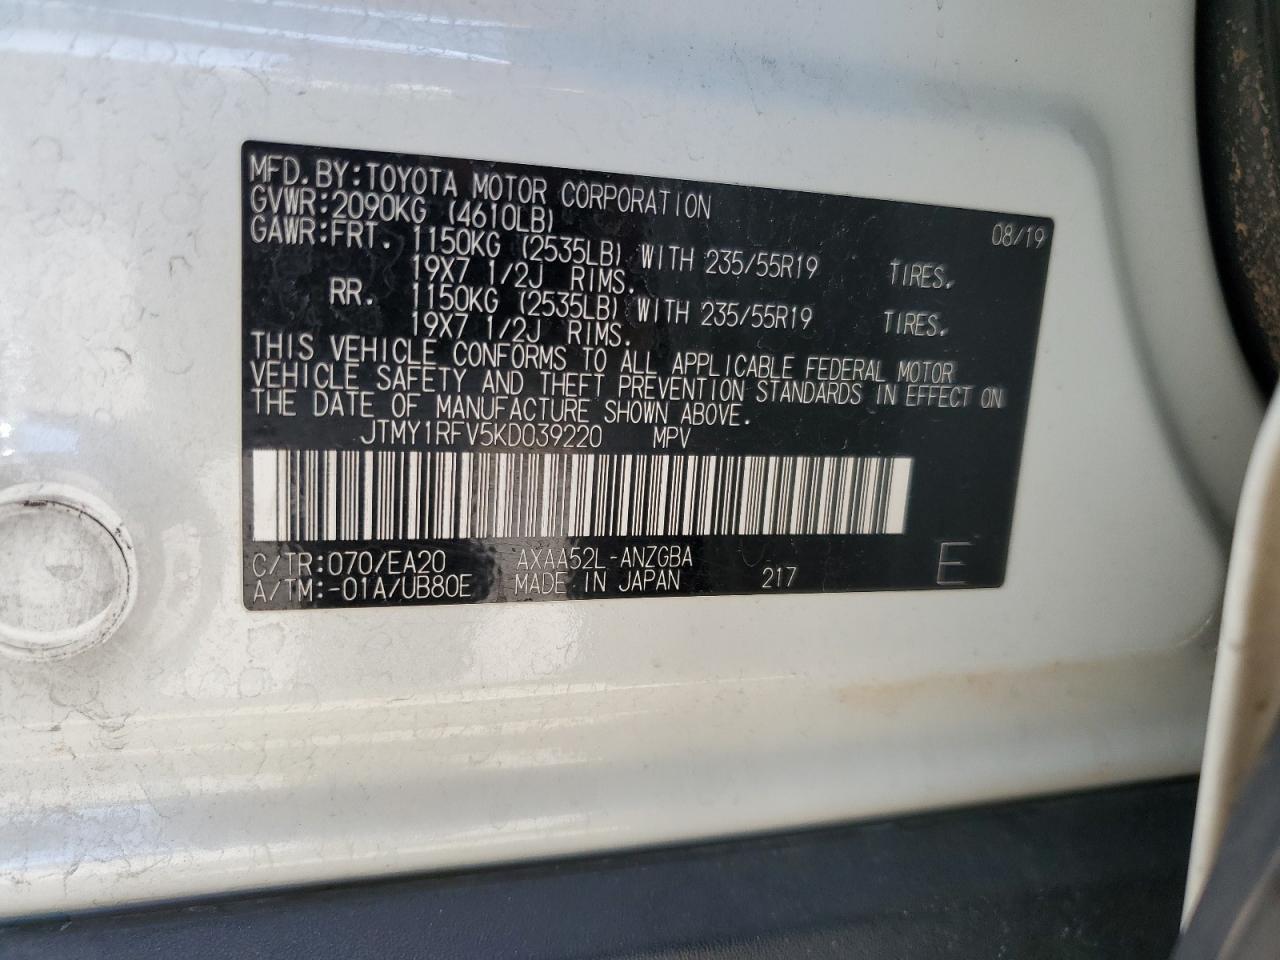 MFD.BY:TOYOTA MOTOR CORPORATION
08/19
GVWR:2090KG (4610LB)
GAWR:FRT. 1150KG (2535LB) WITH 235/55R19 TIRES.
19X7 1/2J RIMS.
RR. 1150KG (2535LB) WITH 235/55R19 TIRES.
19X7 1/2J RIMS.
THIS VEHICLE CONFORMS TO ALL APPLICABLE FEDERAL MOTOR
VEHICLE SAFETY AND THEFT PREVENTION STANDARDS IN EFFECT ON
THE DATE OF MANUFACTURE SHOWN ABOVE.
JTMY1RFV5KD039220 MPV
C/TR:070/EA20 AXAA52L-ANZGBA
A/TM:-01A/UB80E MADE IN JAPAN 217 E